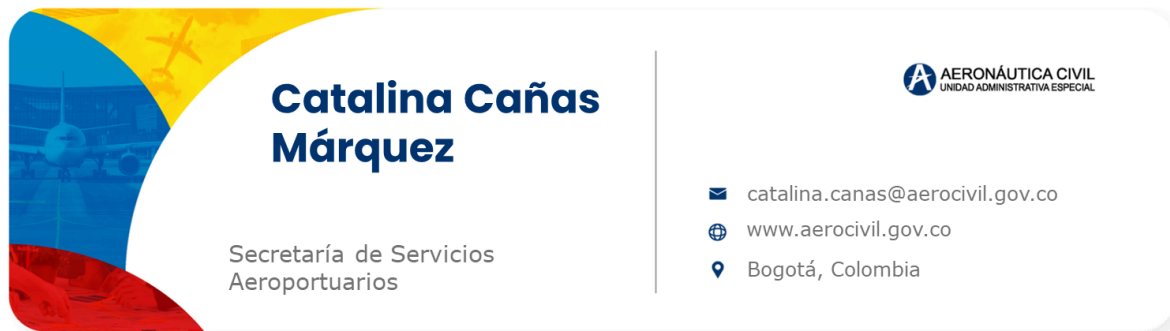 Catalina Cañas
Márquez
Secretaría de Servicios
Aeroportuarios
AERONÁUTICA CIVIL
UNIDAD ADMINISTRATIVA ESPECIAL
catalina.canas@aerocivil.gov.co
www.aerocivil.gov.co
Bogotá, Colombia